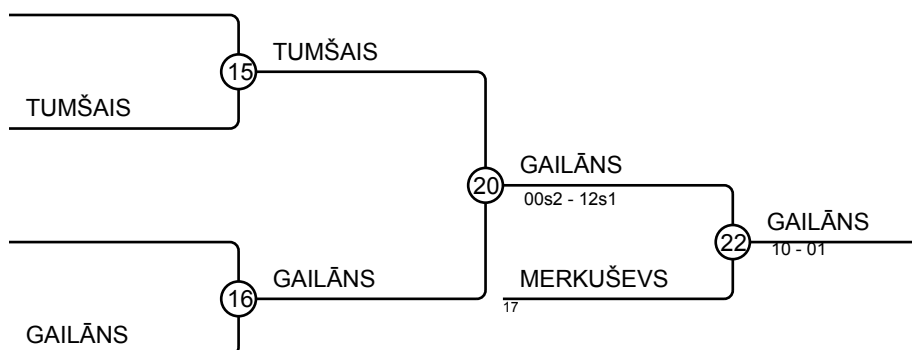 TUMŠAIS
15
TUMŠAIS
GAILĀNS
20
00s2 - 12s1
GAILĀNS
22
10 - 01
GAILĀNS
MERKUŠEVS
16
17
GAILĀNS